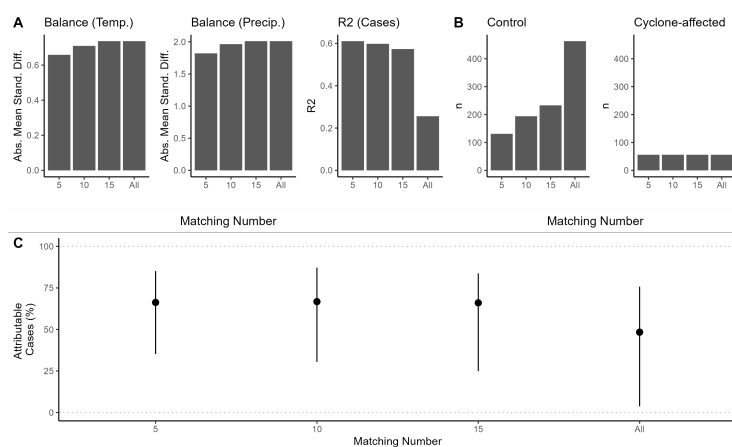 A
Balance (Temp.)
Balance (Precip.)
R2 (Cases)
B
Control
Cyclone-affected
Abs. Mean Stand. Diff.
0.6
0.4
0.2
0.0
5 10 15 All
Abs. Mean Stand. Diff.
2.0
1.5
1.0
0.5
0.0
5 10 15 All
R2
0.6
0.4
0.2
0.0
5 10 15 All
n
400
300
200
100
0
5 10 15 All
n
400
300
200
100
0
5 10 15 All
Matching Number
Matching Number
C
Attributable
Cases (%)
100
75
50
25
0
5 10 15 All
Matching Number